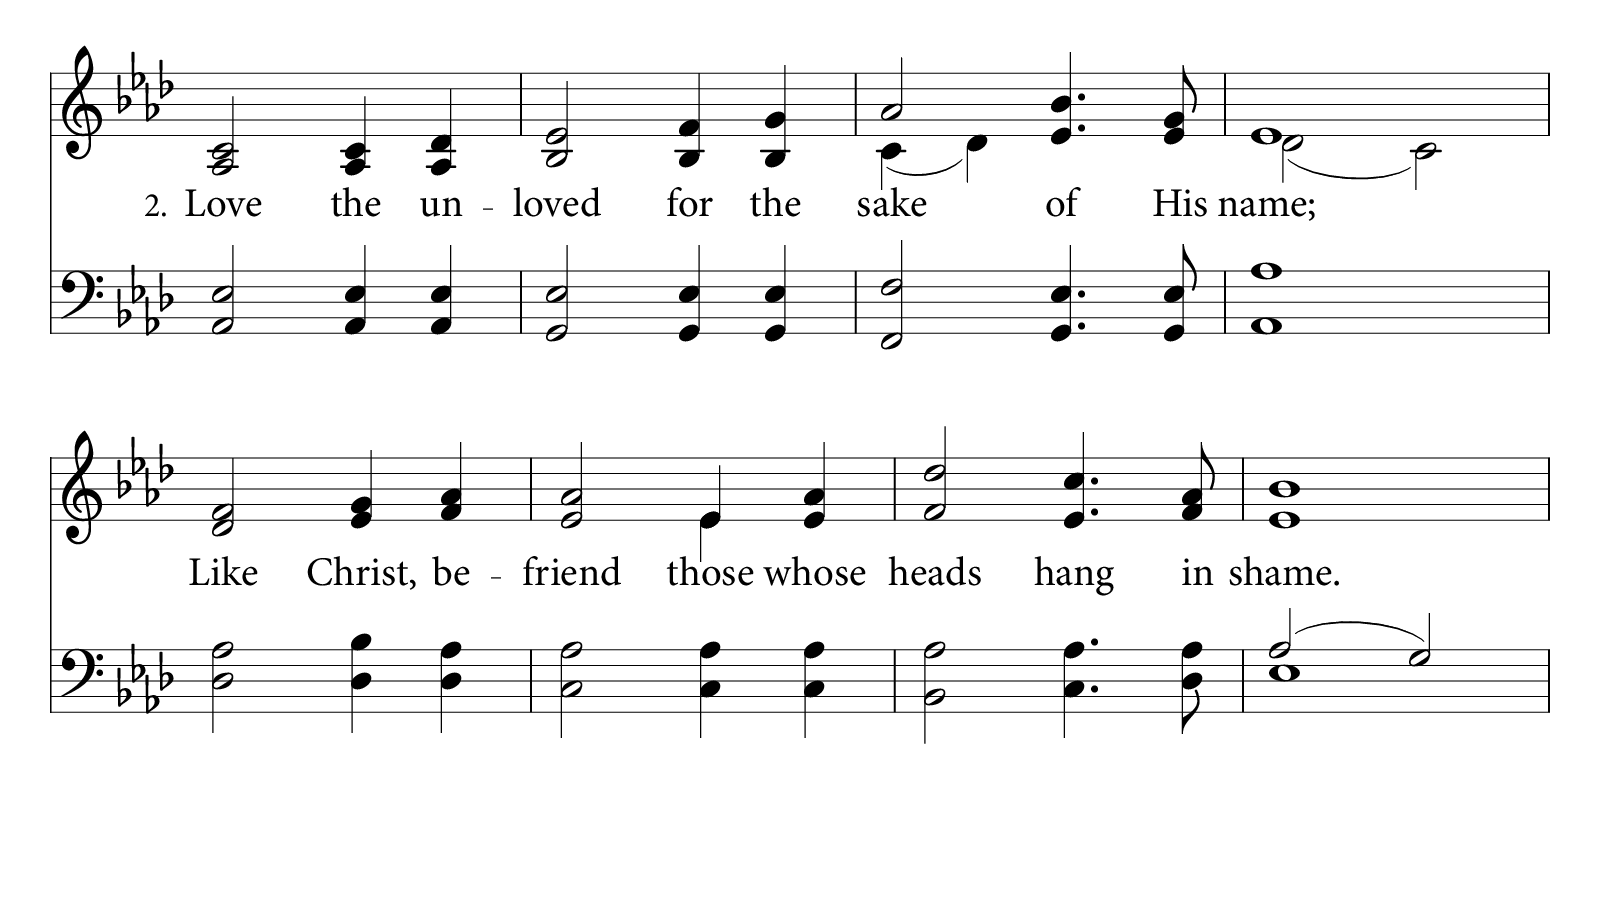 2. Love the un - loved for the sake of His name;
Like Christ, be - friend those whose heads hang in shame.